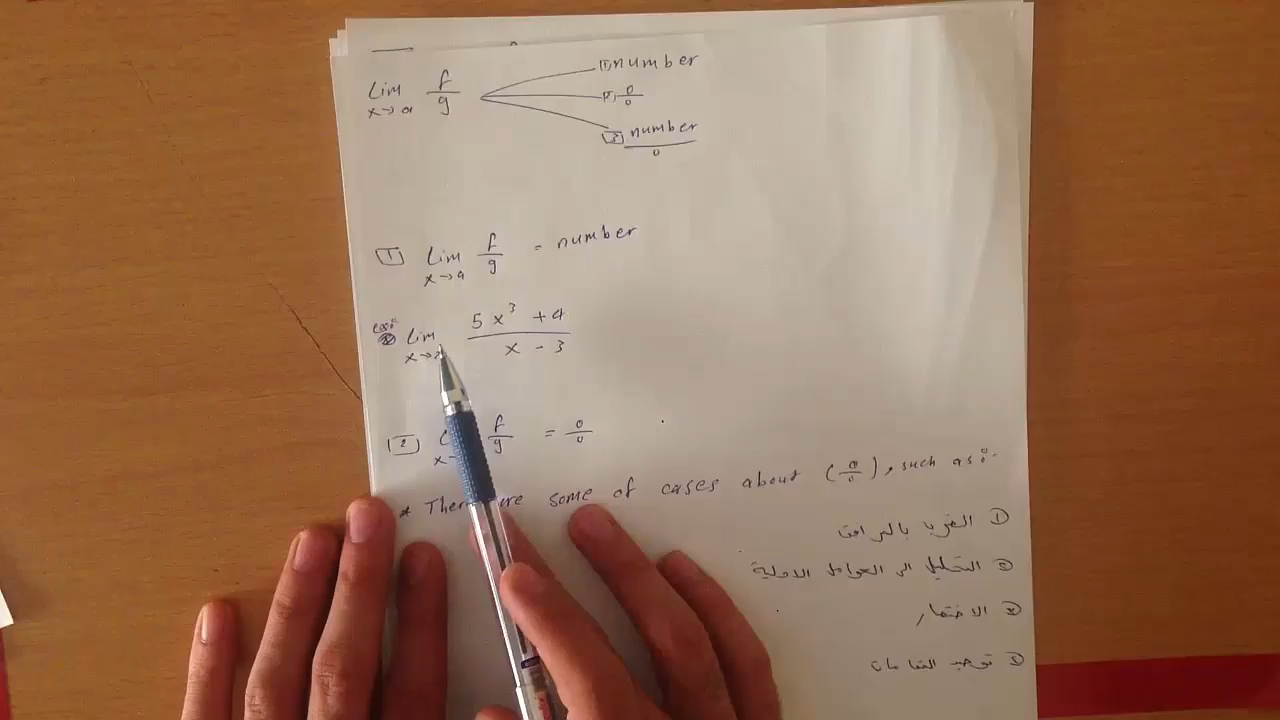 lim f/g
x→a
① number
② 0/0
③ number/0
① lim f/g = number
x→a
ex: lim (5x³ + 4)/(x - 3)
x→
② f/g = 0/0
x→
* There are some of cases about (0/0), such as:-
① الضرب بالمرافق
② التحليل الى العوامل الاولية
③ الاختصار
④ توحيد المقامات